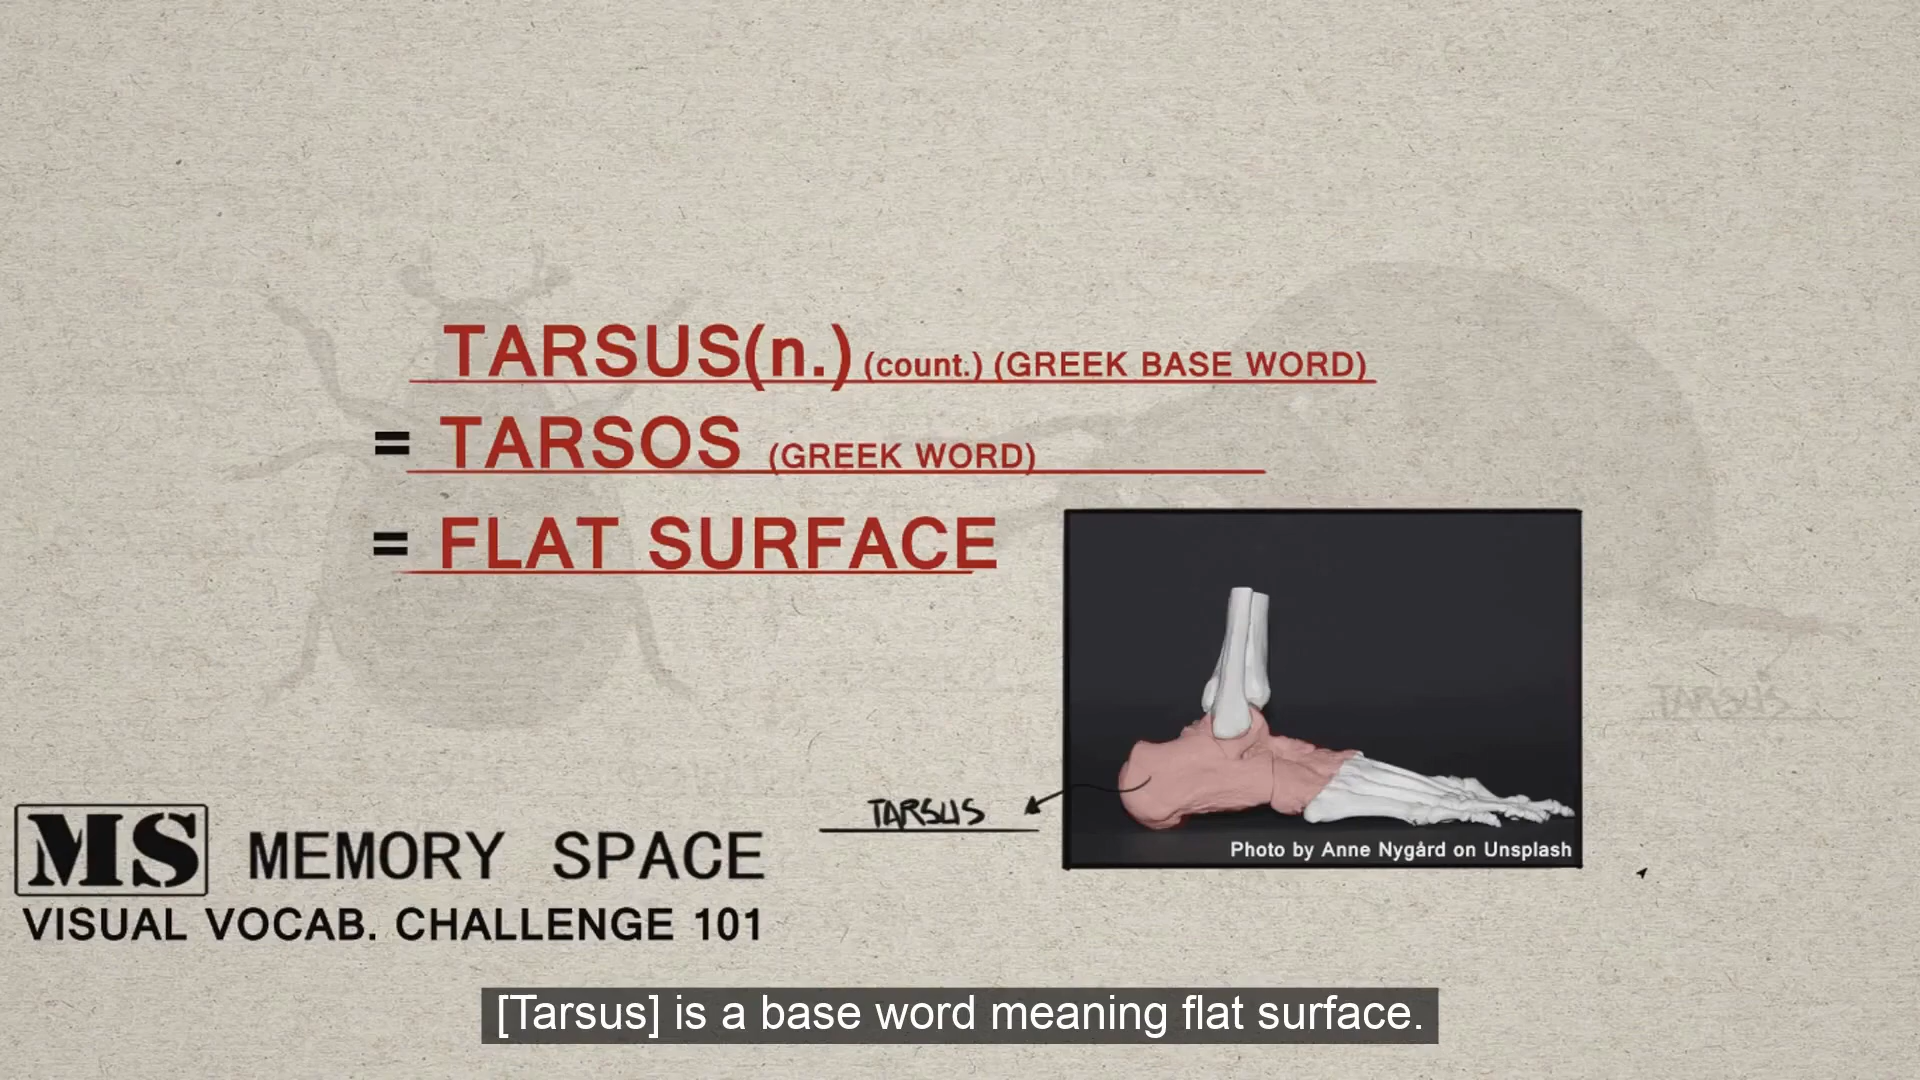 TARSUS(n.) (count.) (GREEK BASE WORD)
= TARSOS (GREEK WORD)
= FLAT SURFACE
TARSUS
TARSUS
Photo by Anne Nygård on Unsplash
MS MEMORY SPACE
VISUAL VOCAB. CHALLENGE 101
[Tarsus] is a base word meaning flat surface.